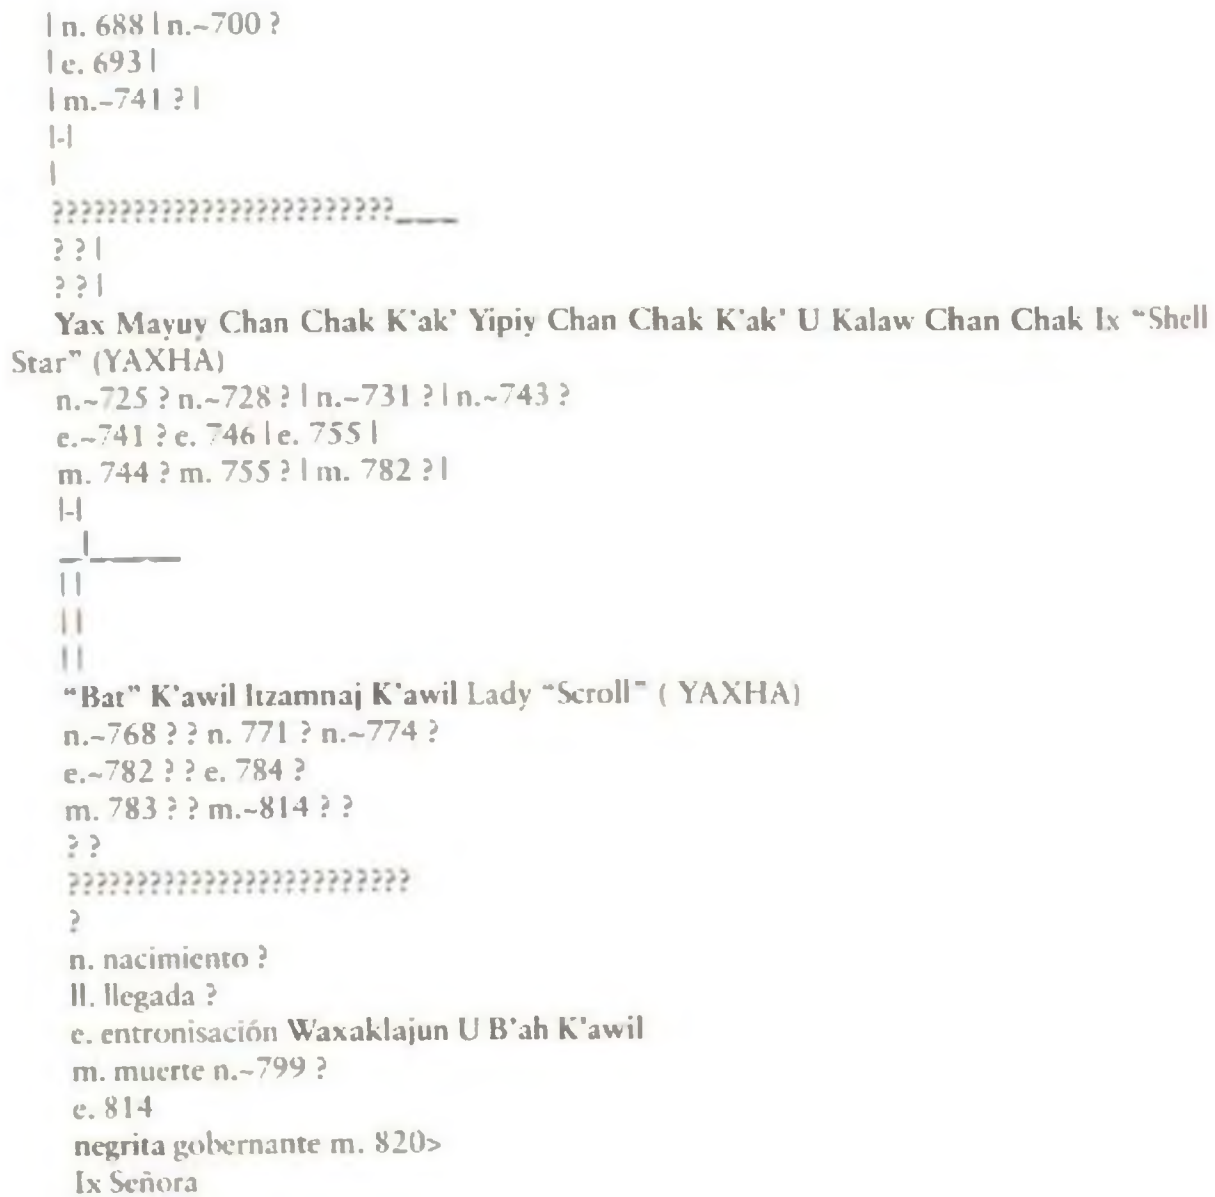 | n. 688 | n.~700 ?
| e. 693 |
| m.~741 ? |
|-|
|
?????????????????????????____
? ? |
? ? |
Yax Mayuy Chan Chak K'ak' Yipiy Chan Chak K'ak' U Kalaw Chan Chak Ix "Shell
Star" (YAXHA)
n.~725 ? n.~728 ? | n.~731 ? | n.~743 ?
e.~741 ? e. 746 | e. 755 |
m. 744 ? m. 755 ? | m. 782 ? |
|-|
_|______
| |
| |
| |
"Bat" K'awil Itzamnaj K'awil Lady "Scroll" ( YAXHA)
n.~768 ? ? n. 771 ? n.~774 ?
e.~782 ? ? e. 784 ?
m. 783 ? ? m.~814 ? ?
? ?
?????????????????????????
?
n. nacimiento ?
ll. llegada ?
e. entronisación Waxaklajun U B'ah K'awil
m. muerte n.~799 ?
e. 814
negrita gobernante m. 820>
Ix Señora